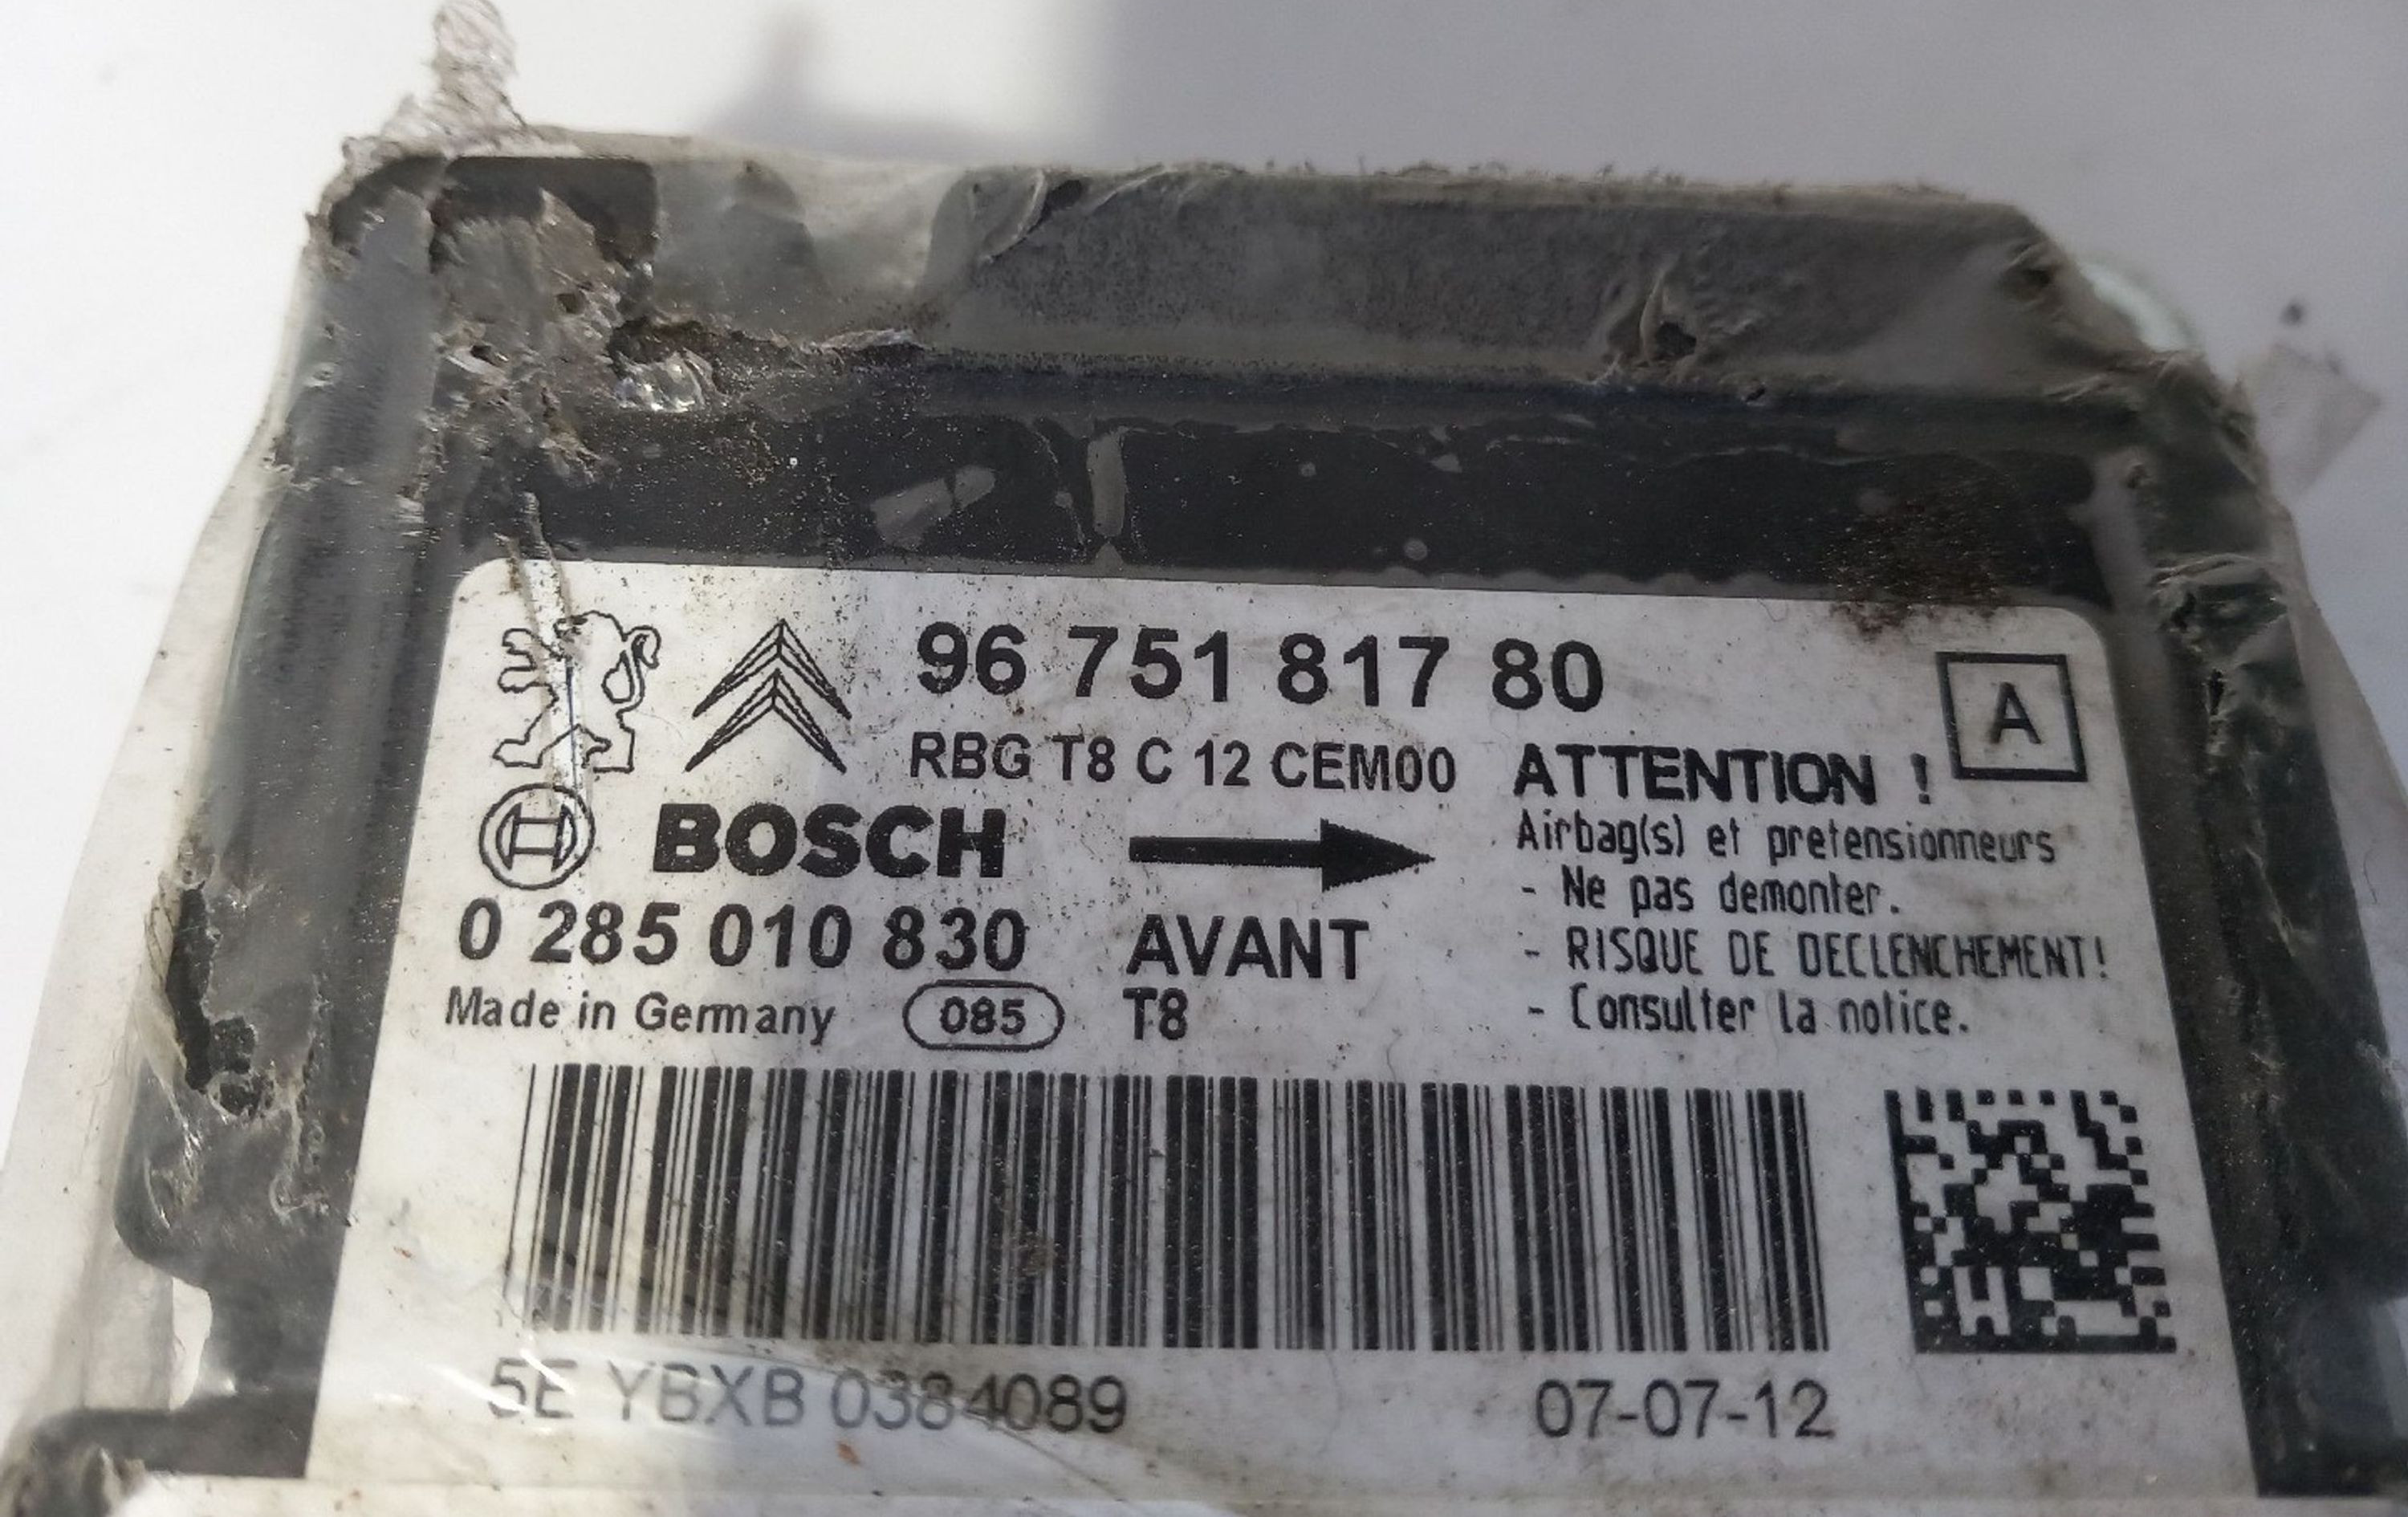 96 751 817 80
A
RBG T8 C 12 CEM00
ATTENTION !
BOSCH
Airbag(s) et pretensionneurs
- Ne pas demonter.
0 285 010 830
AVANT
- RISQUE DE DECLENCHEMENT!
Made in Germany
085
T8
- Consulter la notice.
5E YBXB 0384089
07-07-12